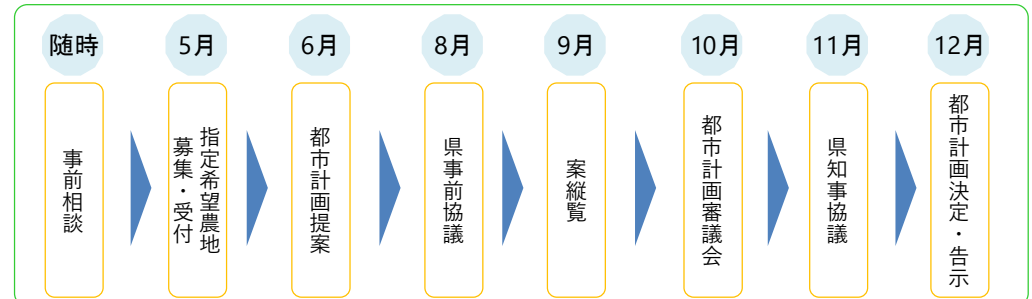 随時
5月
6月
8月
9月
10月
11月
12月
事前相談
指定希望農地
募集・受付
都市計画提案
県事前協議
案縦覧
都市計画審議会
県知事協議
都市計画決定・告示